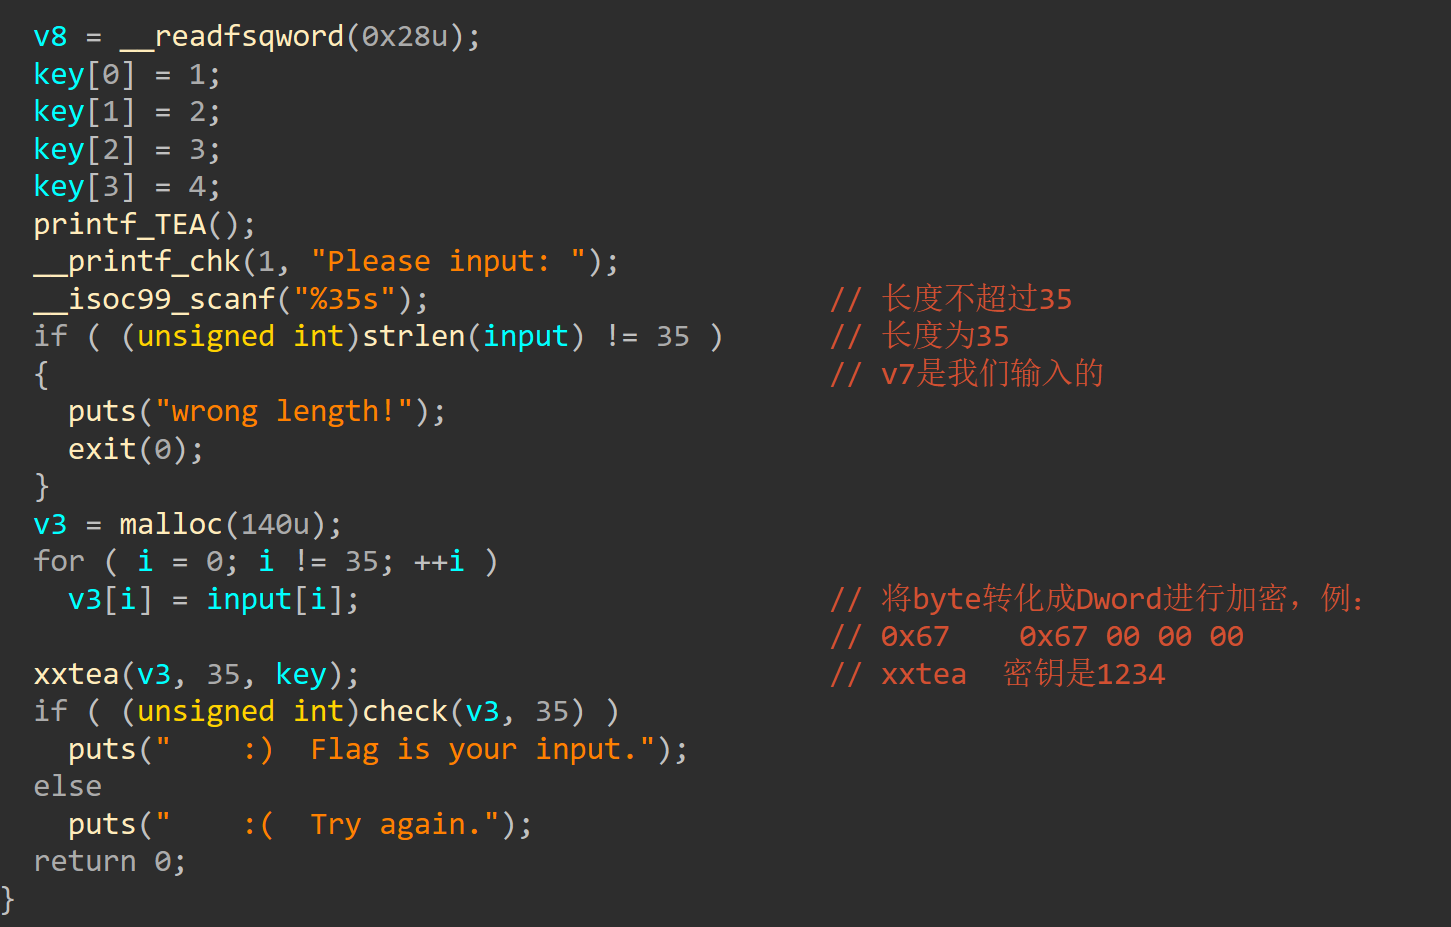 v8 = __readfsqword(0x28u);
key[0] = 1;
key[1] = 2;
key[2] = 3;
key[3] = 4;
printf_TEA();
__printf_chk(1, "Please input: ");
__isoc99_scanf("%35s"); // 长度不超过35
if ( (unsigned int)strlen(input) != 35 ) // 长度为35
{ // v7是我们输入的
puts("wrong length!");
exit(0);
}
v3 = malloc(140u);
for ( i = 0; i != 35; ++i )
v3[i] = input[i]; // 将byte转化成Dword进行加密，例：
// 0x67    0x67 00 00 00
xxtea(v3, 35, key); // xxtea  密钥是1234
if ( (unsigned int)check(v3, 35) )
puts("    :)  Flag is your input.");
else
puts("    :(  Try again.");
return 0;
}